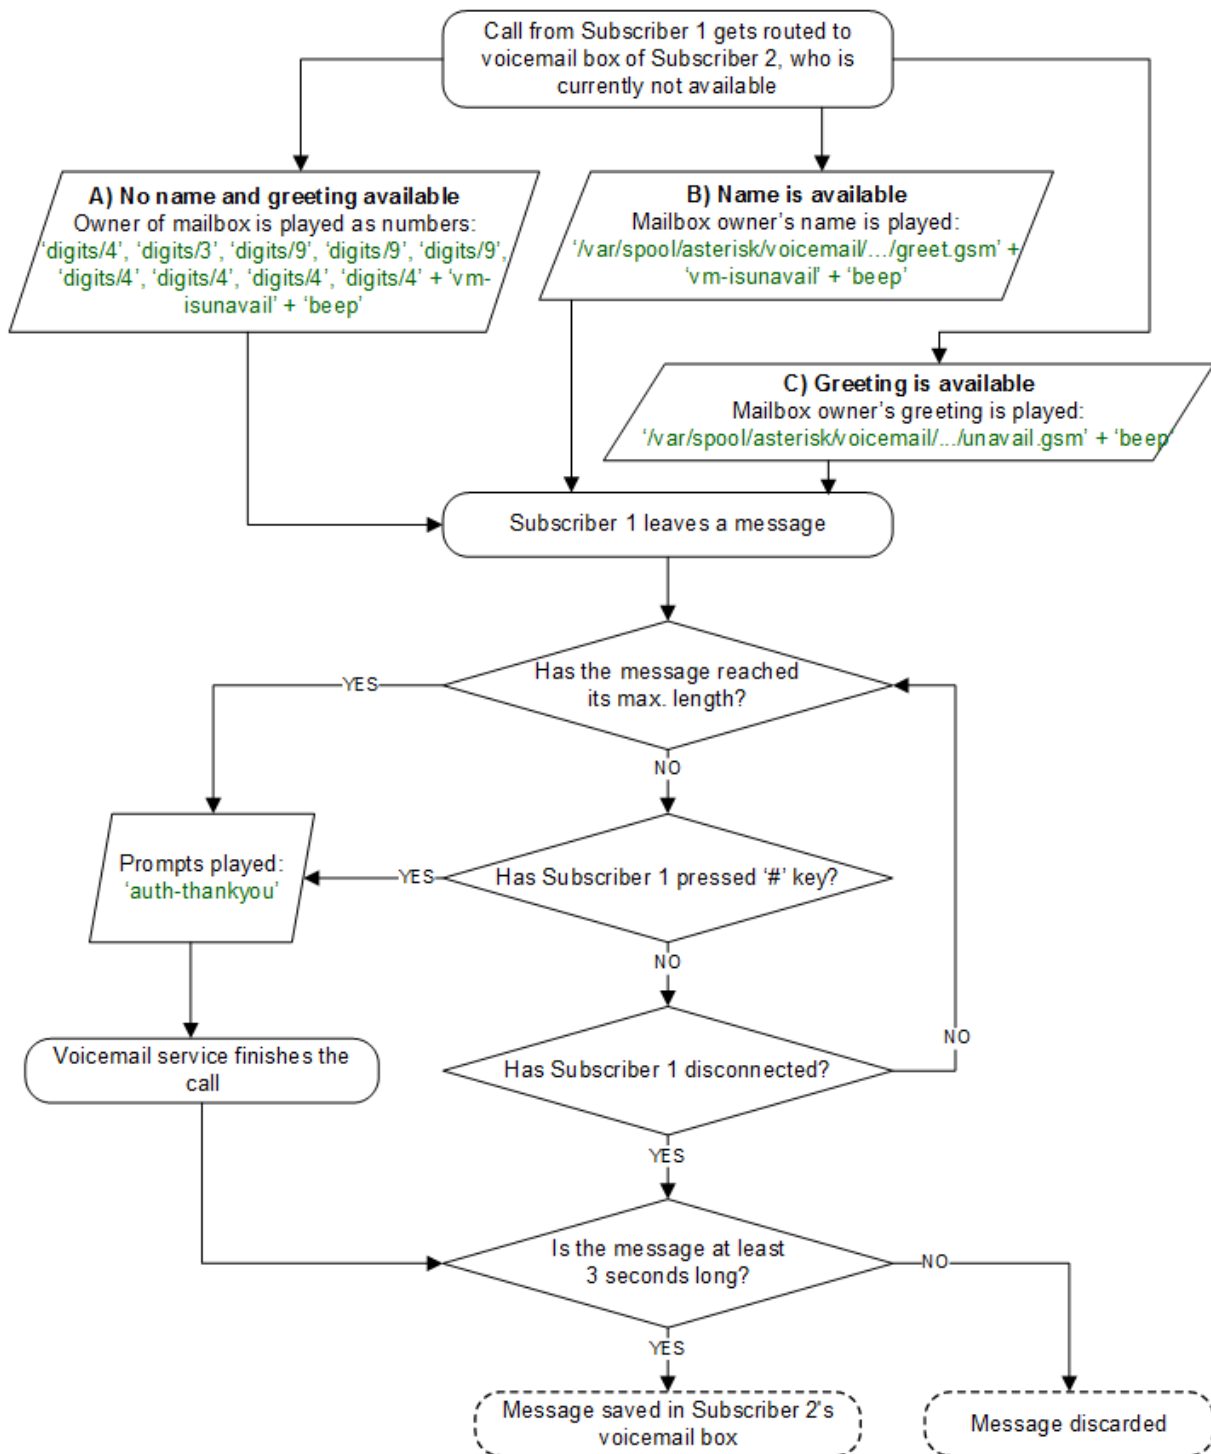 Call from Subscriber 1 gets routed to
voicemail box of Subscriber 2, who is
currently not available
A) No name and greeting available
Owner of mailbox is played as numbers:
‘digits/4’, ‘digits/3’, ‘digits/9’, ‘digits/9’, ‘digits/9’,
‘digits/4’, ‘digits/4’, ‘digits/4’, ‘digits/4’ + ‘vm-
isunavail’ + ‘beep’
B) Name is available
Mailbox owner’s name is played:
‘/var/spool/asterisk/voicemail/.../greet.gsm’ +
‘vm-isunavail’ + ‘beep’
C) Greeting is available
Mailbox owner’s greeting is played:
‘/var/spool/asterisk/voicemail/.../unavail.gsm’ + ‘beep’
Subscriber 1 leaves a message
Has the message reached
its max. length?
YES
NO
Prompts played:
‘auth-thankyou’
YES
Has Subscriber 1 pressed ‘#’ key?
NO
Voicemail service finishes the
call
Has Subscriber 1 disconnected?
NO
YES
Is the message at least
3 seconds long?
NO
YES
Message saved in Subscriber 2's
voicemail box
Message discarded